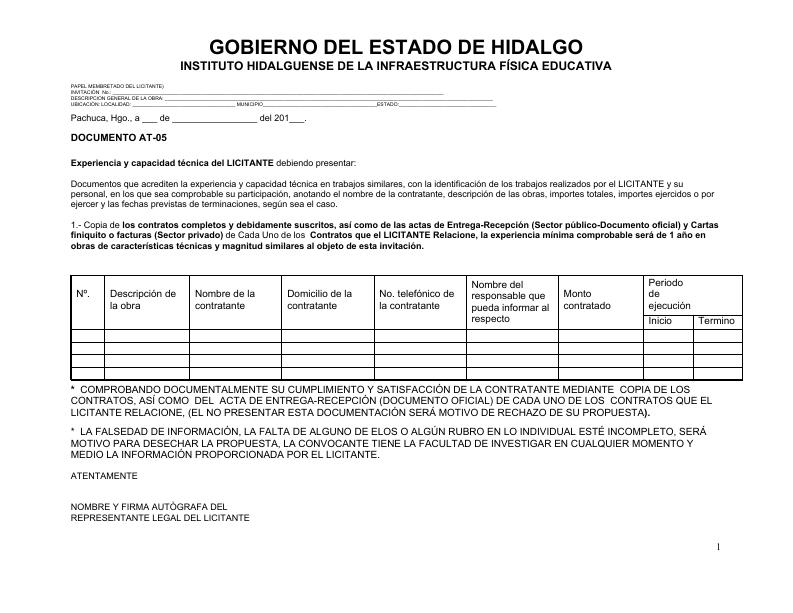 GOBIERNO DEL ESTADO DE HIDALGO
INSTITUTO HIDALGUENSE DE LA INFRAESTRUCTURA FÍSICA EDUCATIVA
PAPEL MEMBRETADO DEL LICITANTE)
INVITACIÓN No.:
DESCRIPCIÓN GENERAL DE LA OBRA:
UBICACIÓN: LOCALIDAD: ____ MUNICIPIO____ESTADO:____
Pachuca, Hgo., a ___ de ________________ del 201___.
DOCUMENTO AT-05
Experiencia y capacidad técnica del LICITANTE debiendo presentar:
Documentos que acrediten la experiencia y capacidad técnica en trabajos similares, con la identificación de los trabajos realizados por el LICITANTE y su
personal, en los que sea comprobable su participación, anotando el nombre de la contratante, descripción de las obras, importes totales, importes ejercidos o por
ejercer y las fechas previstas de terminaciones, según sea el caso.
1.- Copia de los contratos completos y debidamente suscritos, así como de las actas de Entrega-Recepción (Sector público-Documento oficial) y Cartas
finiquito o facturas (Sector privado) de Cada Uno de los Contratos que el LICITANTE Relacione, la experiencia mínima comprobable será de 1 año en
obras de características técnicas y magnitud similares al objeto de esta invitación.
Nº.
Descripción de
la obra
Nombre de la
contratante
Domicilio de la
contratante
No. telefónico de
la contratante
Nombre del
responsable que
pueda informar al
respecto
Monto
contratado
Periodo
de
ejecución
Inicio
Termino
* COMPROBANDO DOCUMENTALMENTE SU CUMPLIMIENTO Y SATISFACCIÓN DE LA CONTRATANTE MEDIANTE COPIA DE LOS
CONTRATOS, ASÍ COMO DEL ACTA DE ENTREGA-RECEPCIÓN (DOCUMENTO OFICIAL) DE CADA UNO DE LOS CONTRATOS QUE EL
LICITANTE RELACIONE, (EL NO PRESENTAR ESTA DOCUMENTACIÓN SERÁ MOTIVO DE RECHAZO DE SU PROPUESTA).
* LA FALSEDAD DE INFORMACIÓN, LA FALTA DE ALGUNO DE ELOS O ALGÚN RUBRO EN LO INDIVIDUAL ESTÉ INCOMPLETO, SERÁ
MOTIVO PARA DESECHAR LA PROPUESTA, LA CONVOCANTE TIENE LA FACULTAD DE INVESTIGAR EN CUALQUIER MOMENTO Y
MEDIO LA INFORMACIÓN PROPORCIONADA POR EL LICITANTE.
ATENTAMENTE
NOMBRE Y FIRMA AUTÓGRAFA DEL
REPRESENTANTE LEGAL DEL LICITANTE
1